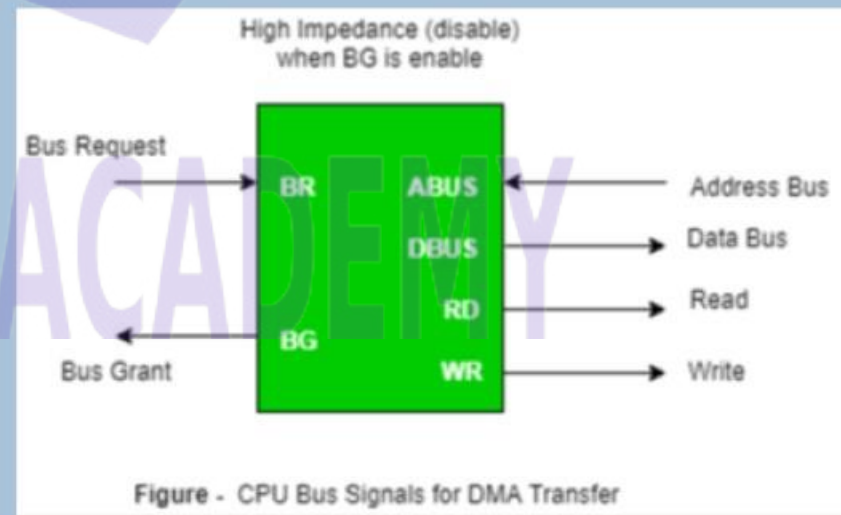 High Impedance (disable)
when BG is enable
Bus Request
BR
ABUS
Address Bus
DBUS
Data Bus
RD
Read
BG
Bus Grant
WR
Write
ACADEMY
Figure - CPU Bus Signals for DMA Transfer